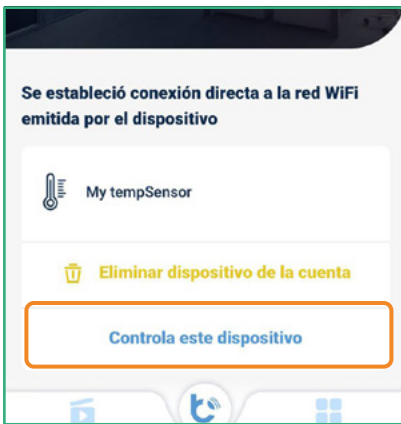 Se estableció conexión directa a la red WiFi
emitida por el dispositivo
My tempSensor
Eliminar dispositivo de la cuenta
Controla este dispositivo